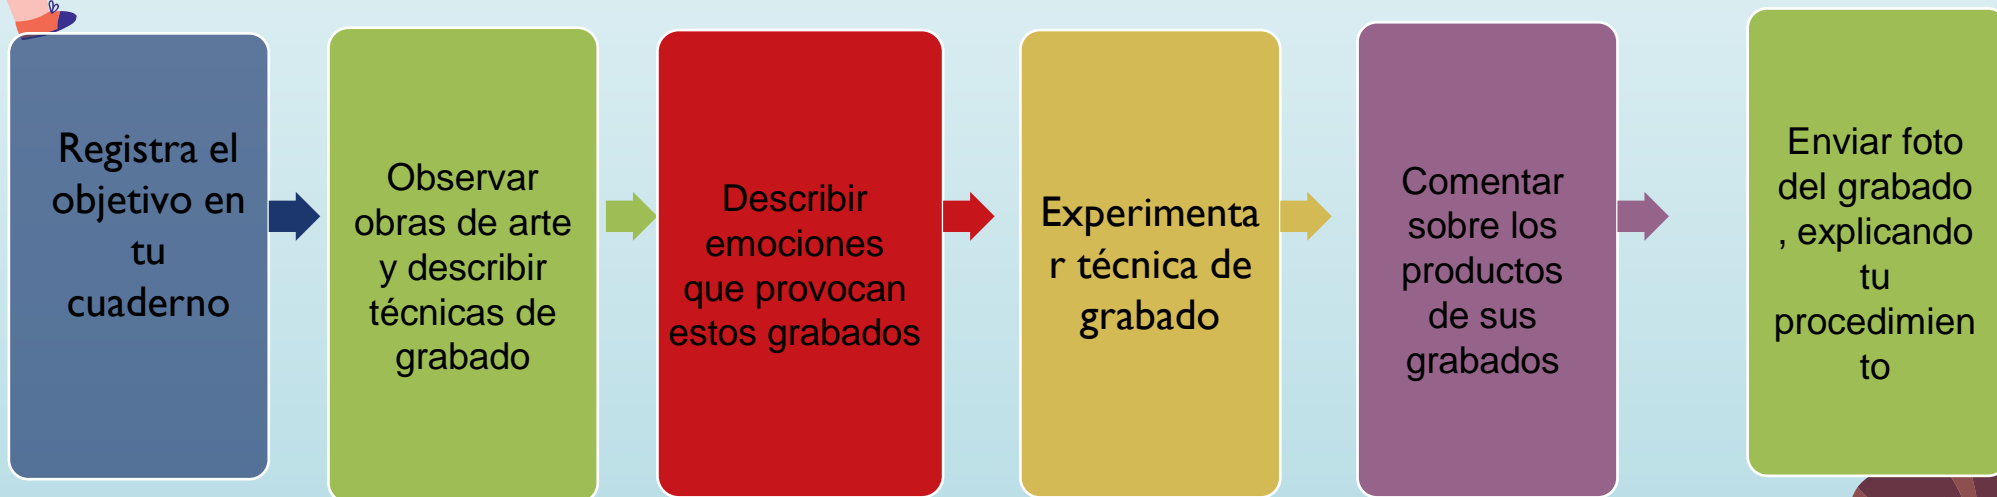 Registra el
objetivo en
tu
cuaderno
Observar
obras de arte
y describir
técnicas de
grabado
Describir
emociones
que provocan
estos grabados
Experimenta
r técnica de
grabado
Comentar
sobre los
productos
de sus
grabados
Enviar foto
del grabado
, explicando
tu
procedimien
to